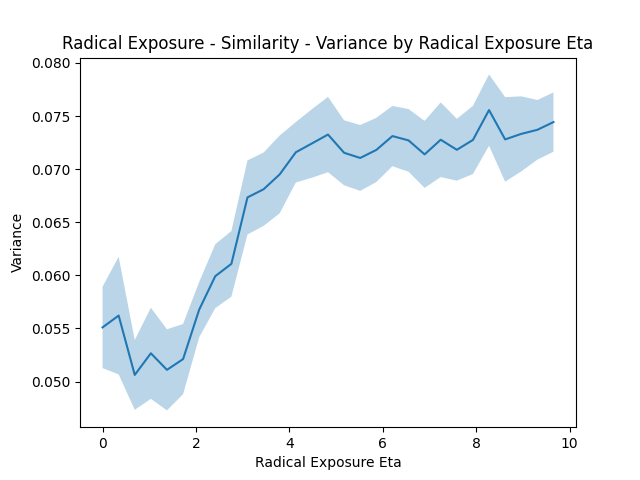 Radical Exposure - Similarity - Variance by Radical Exposure Eta
0.080
0.075
0.070
0.065
0.060
0.055
0.050
Variance
0 2 4 6 8 10
Radical Exposure Eta